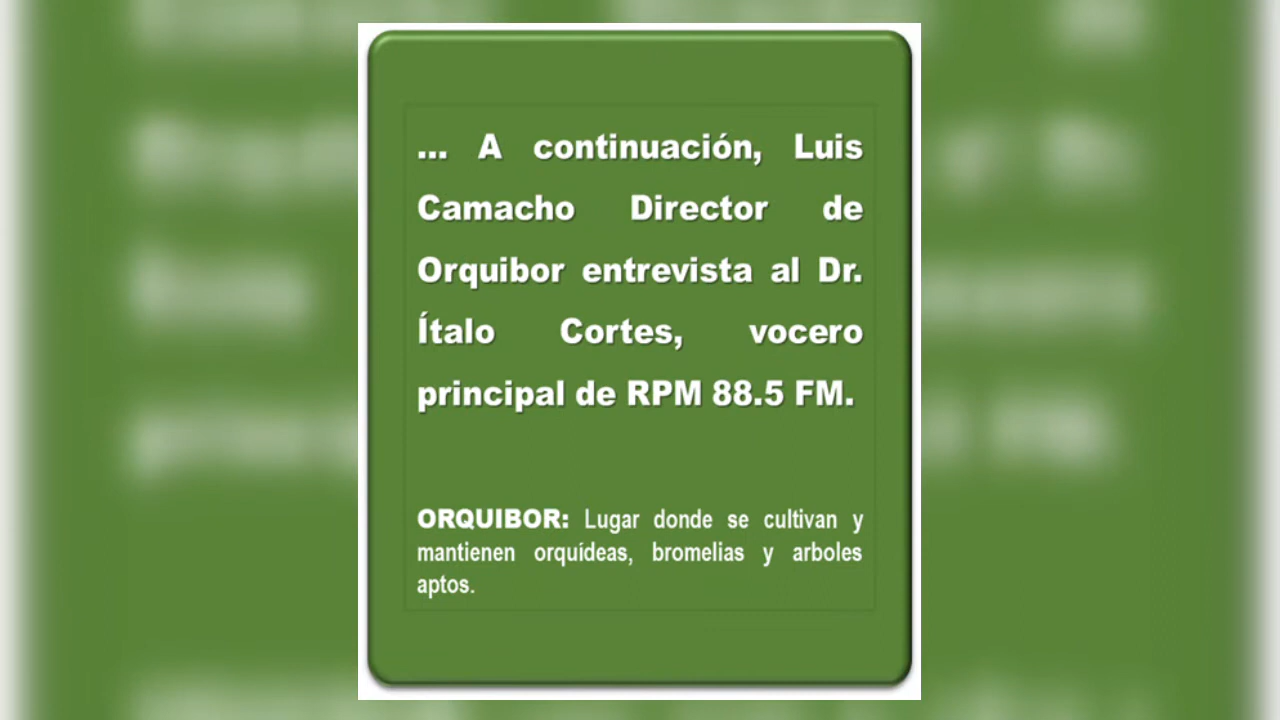 ... A continuación, Luis
Camacho Director de
Orquibor entrevista al Dr.
Ítalo Cortes, vocero
principal de RPM 88.5 FM.
ORQUIBOR: Lugar donde se cultivan y
mantienen orquídeas, bromelias y arboles
aptos.